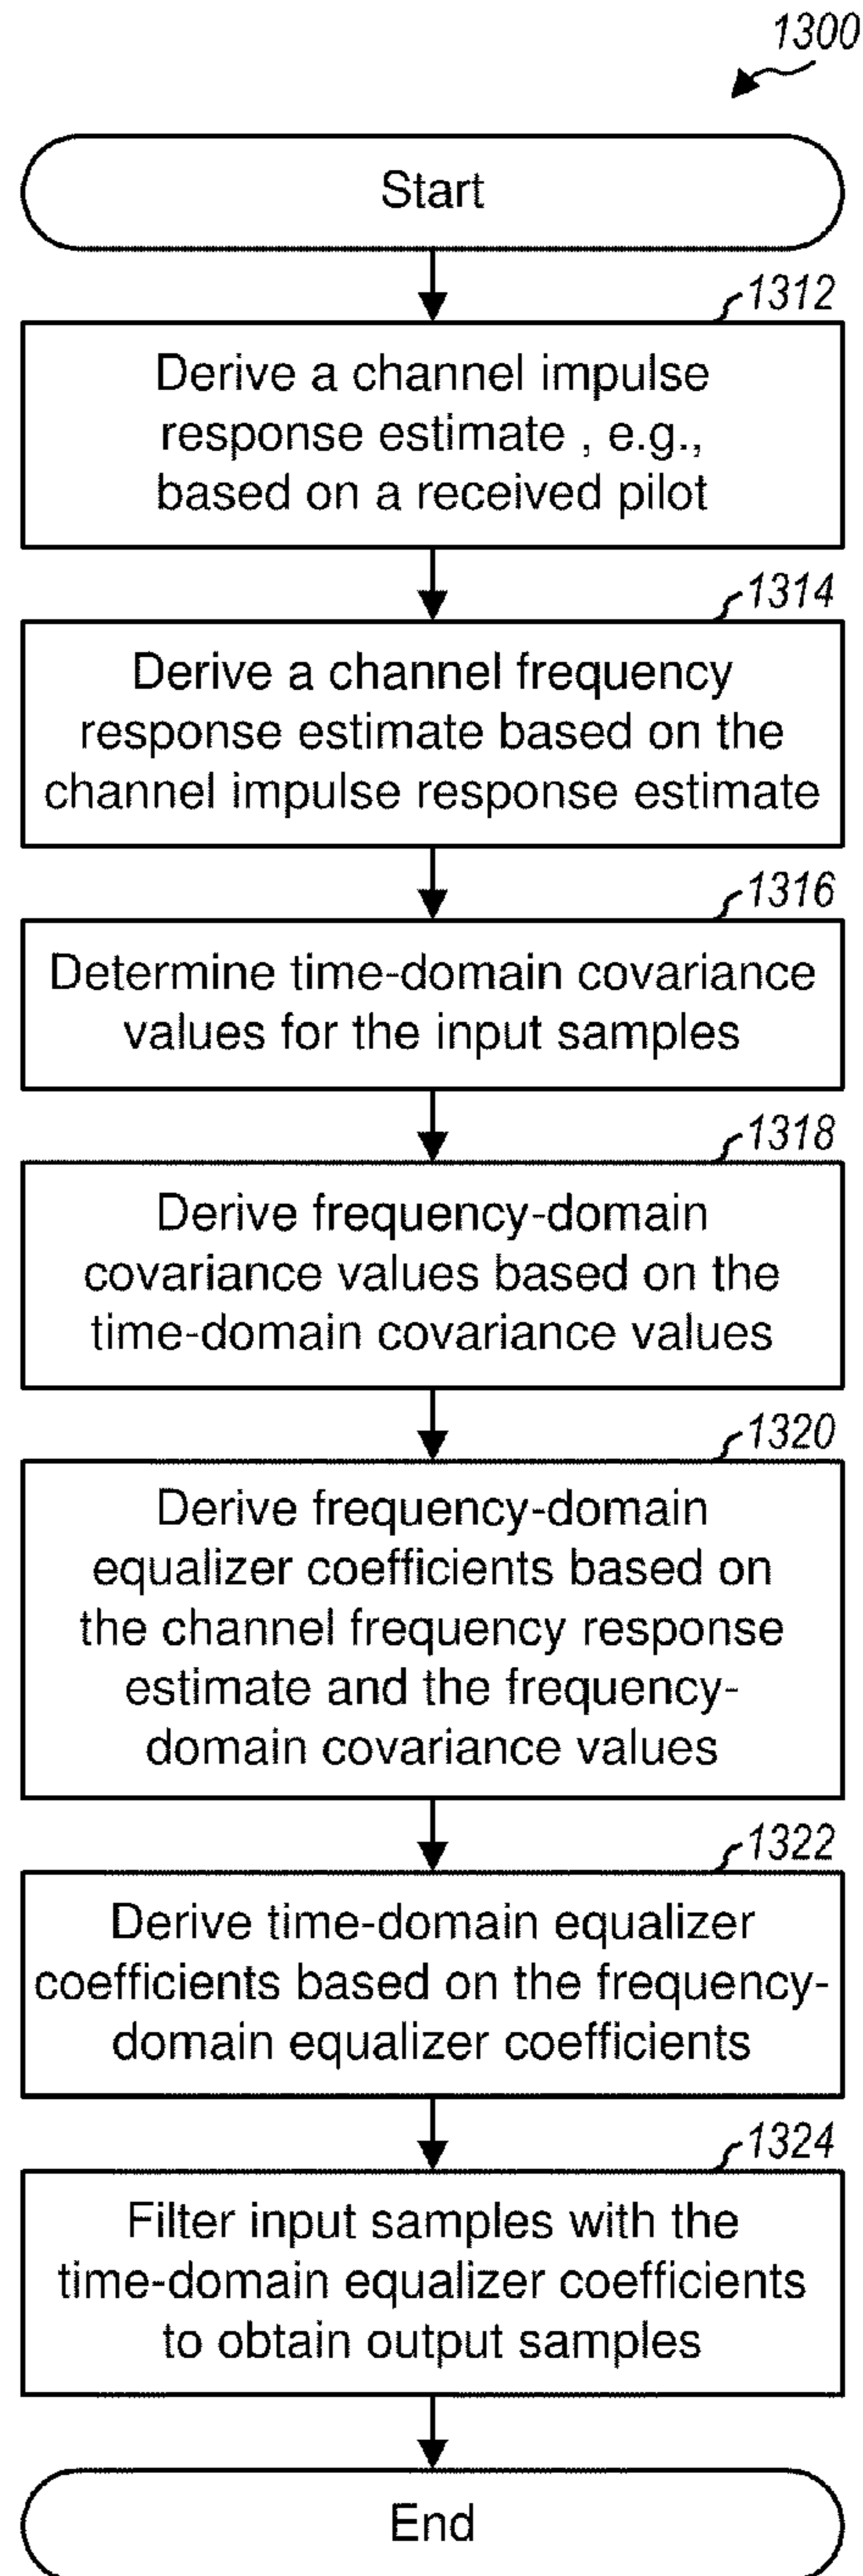 1300
Start
1312
Derive a channel impulse
response estimate , e.g.,
based on a received pilot
1314
Derive a channel frequency
response estimate based on the
channel impulse response estimate
1316
Determine time-domain covariance
values for the input samples
1318
Derive frequency-domain
covariance values based on the
time-domain covariance values
1320
Derive frequency-domain
equalizer coefficients based on
the channel frequency response
estimate and the frequency-
domain covariance values
1322
Derive time-domain equalizer
coefficients based on the frequency-
domain equalizer coefficients
1324
Filter input samples with the
time-domain equalizer coefficients
to obtain output samples
End